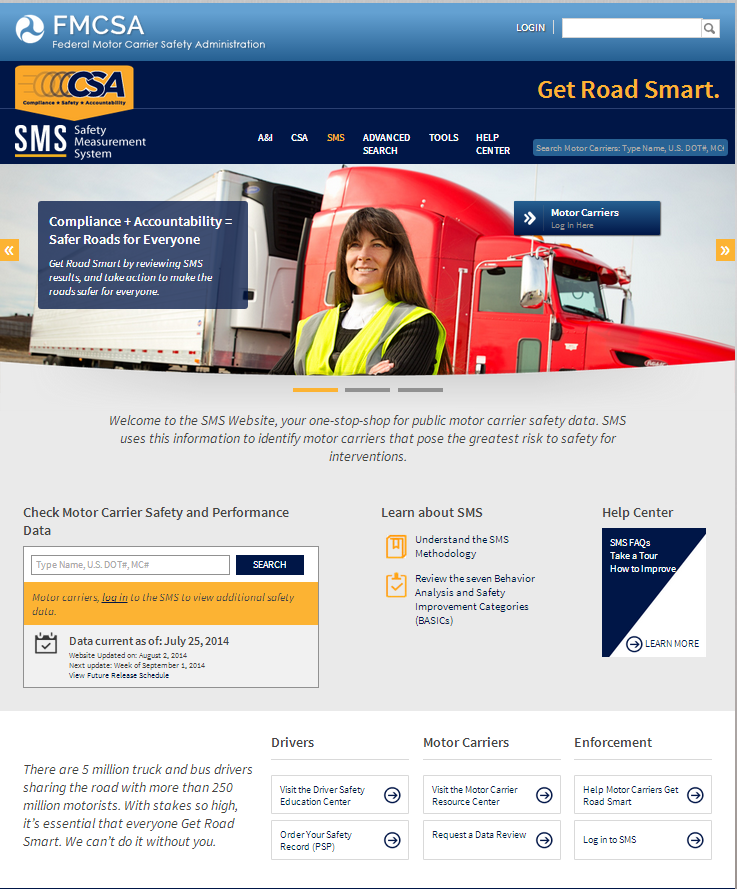 FMCSA
Federal Motor Carrier Safety Administration
LOGIN
CSA
Compliance • Safety • Accountability
Get Road Smart.
SMS Safety
Measurement
System
A&I CSA SMS ADVANCED
SEARCH
TOOLS HELP
CENTER
Search Motor Carriers: Type Name, U.S. DOT#, MC#
Compliance + Accountability =
Safer Roads for Everyone
Get Road Smart by reviewing SMS
results, and take action to make the
roads safer for everyone.
Motor Carriers
Log In Here
Welcome to the SMS Website, your one-stop-shop for public motor carrier safety data. SMS
uses this information to identify motor carriers that pose the greatest risk to safety for
interventions.
Check Motor Carrier Safety and Performance
Data
Type Name, U.S. DOT#, MC#
SEARCH
Motor carriers, log in to the SMS to view additional safety
data.
Data current as of: July 25, 2014
Website Updated on: August 2, 2014
Next update: Week of September 1, 2014
View Future Release Schedule
Learn about SMS
Understand the SMS
Methodology
Review the seven Behavior
Analysis and Safety
Improvement Categories
(BASICs)
Help Center
SMS FAQs
Take a Tour
How to Improve
LEARN MORE
There are 5 million truck and bus drivers
sharing the road with more than 250
million motorists. With stakes so high,
it's essential that everyone Get Road
Smart. We can't do it without you.
Drivers
Visit the Driver Safety
Education Center
Order Your Safety
Record (PSP)
Motor Carriers
Visit the Motor Carrier
Resource Center
Request a Data Review
Enforcement
Help Motor Carriers Get
Road Smart
Log in to SMS